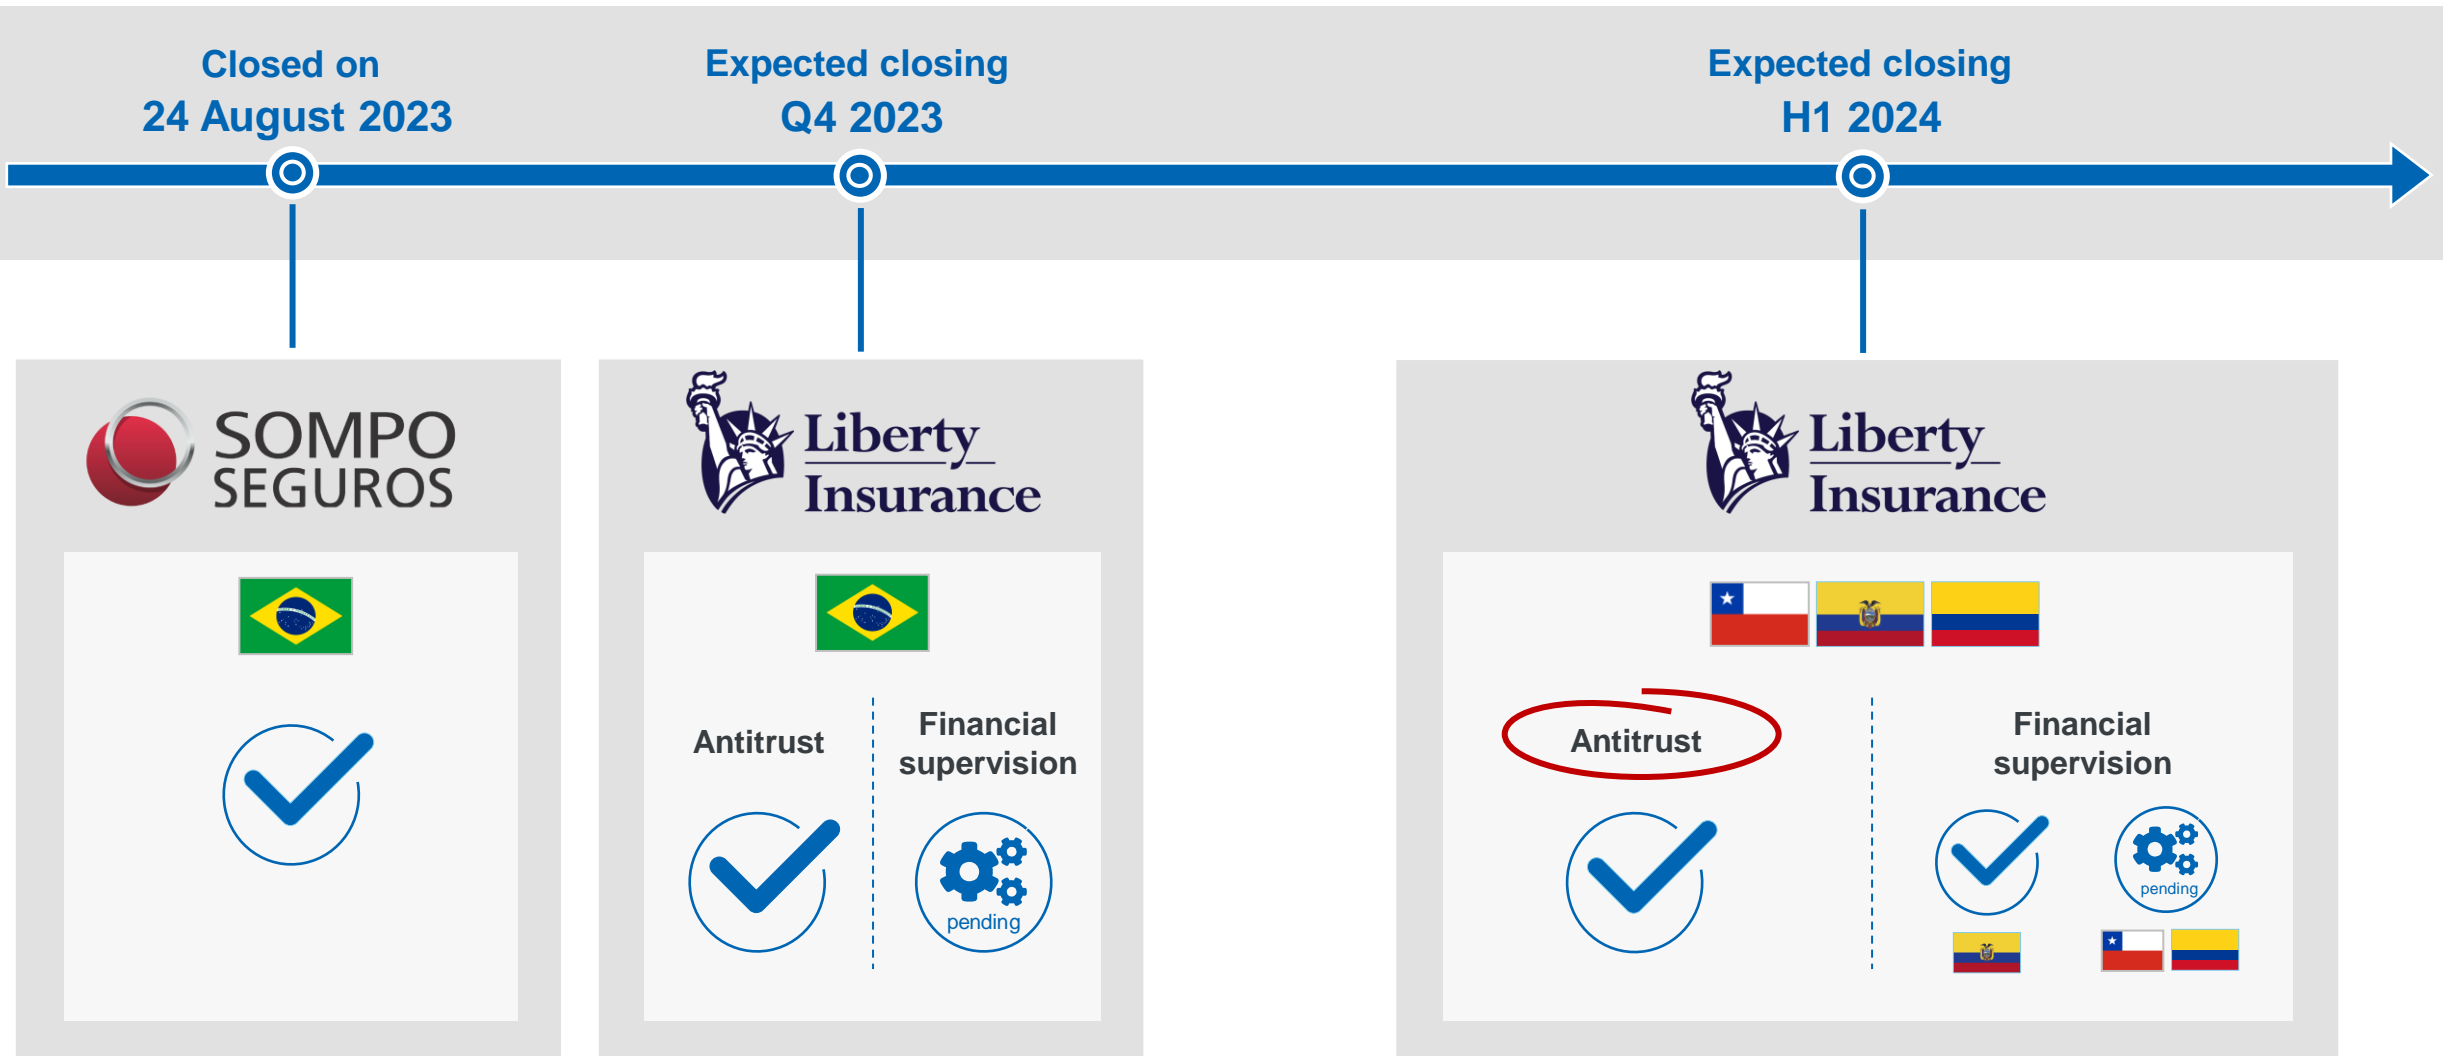 Closed on
24 August 2023
Expected closing
Q4 2023
Expected closing
H1 2024
SOMPO
SEGUROS
Liberty
Insurance
Liberty
Insurance
Antitrust
Financial
supervision
pending
Antitrust
Financial
supervision
pending